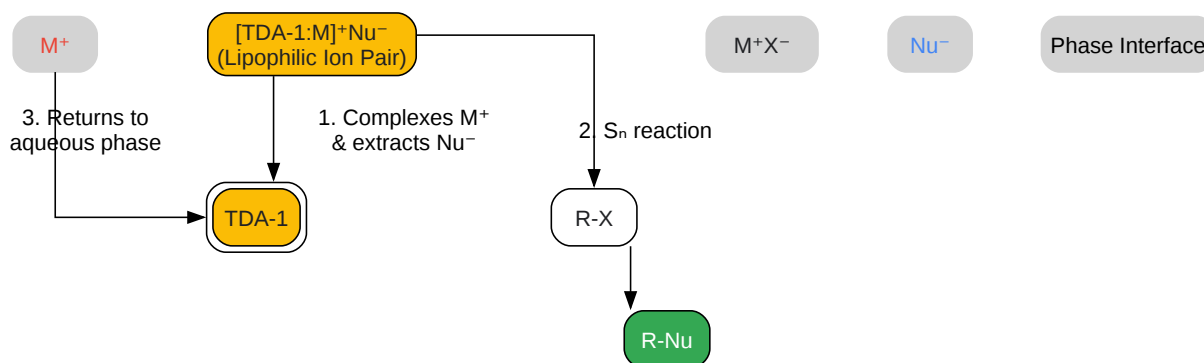 M⁺
[TDA-1:M]⁺Nu⁻
(Lipophilic Ion Pair)
M⁺X⁻
Nu⁻
Phase Interface
3. Returns to
aqueous phase
1. Complexes M⁺
& extracts Nu⁻
2. Sₙ reaction
TDA-1
R-X
R-Nu